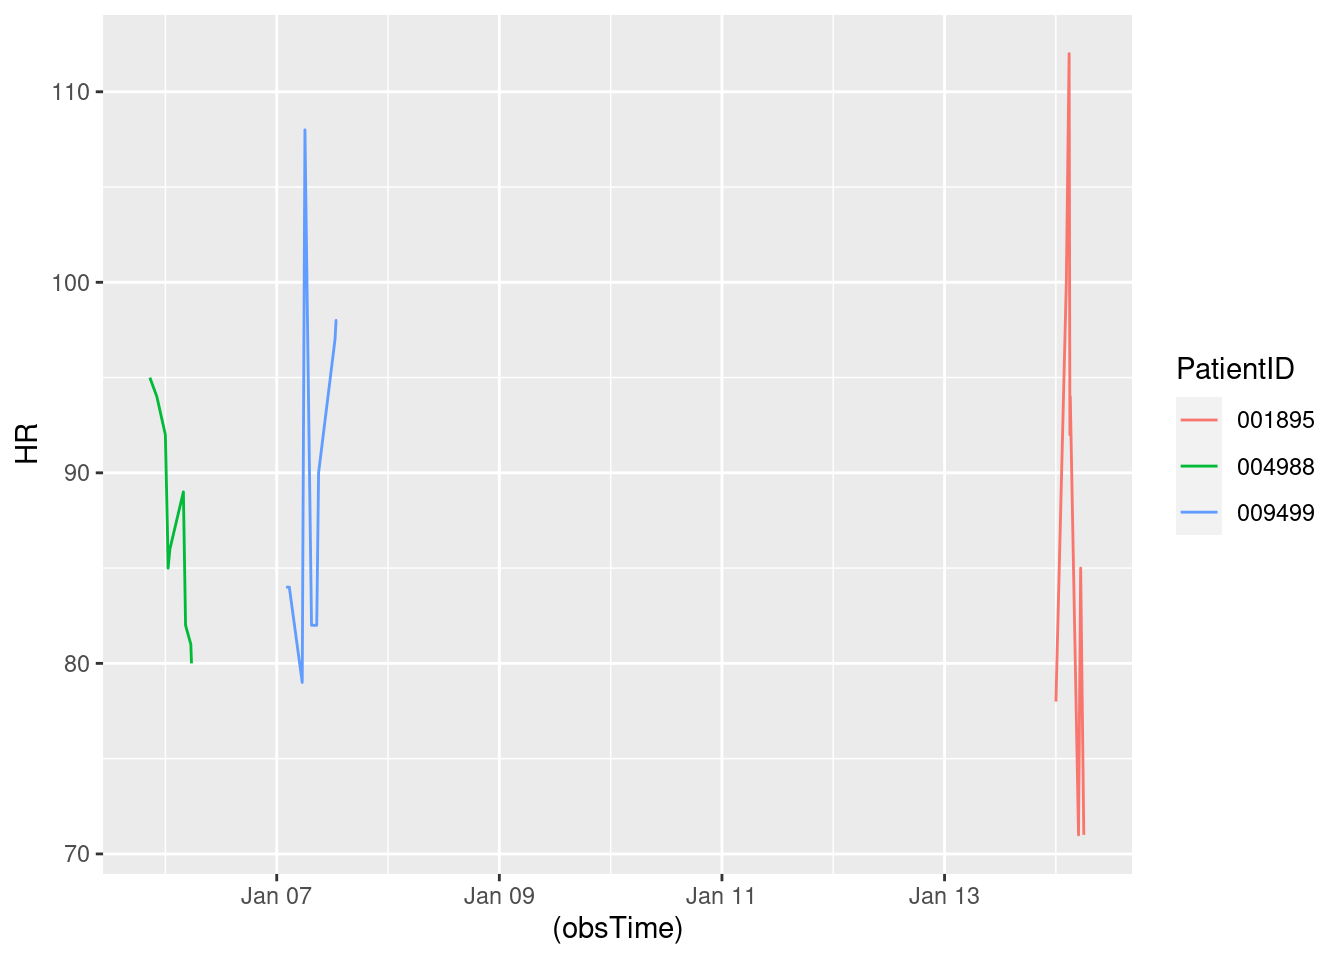 110
100
90
80
70
HR
Jan 07
Jan 09
Jan 11
Jan 13
(obsTime)
PatientID
001895
004988
009499